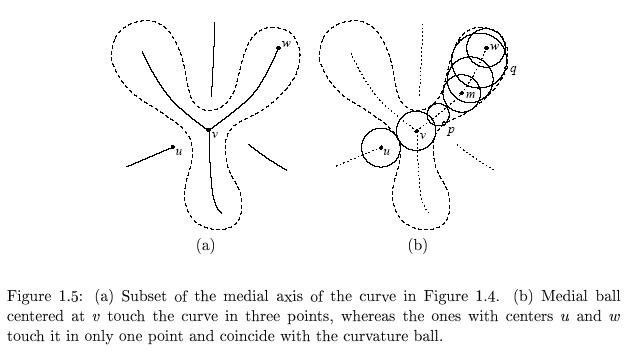 w
w
q
m
p
v
v
u
u
(a)
(b)
Figure 1.5: (a) Subset of the medial axis of the curve in Figure 1.4. (b) Medial ball
centered at v touch the curve in three points, whereas the ones with centers u and w
touch it in only one point and coincide with the curvature ball.